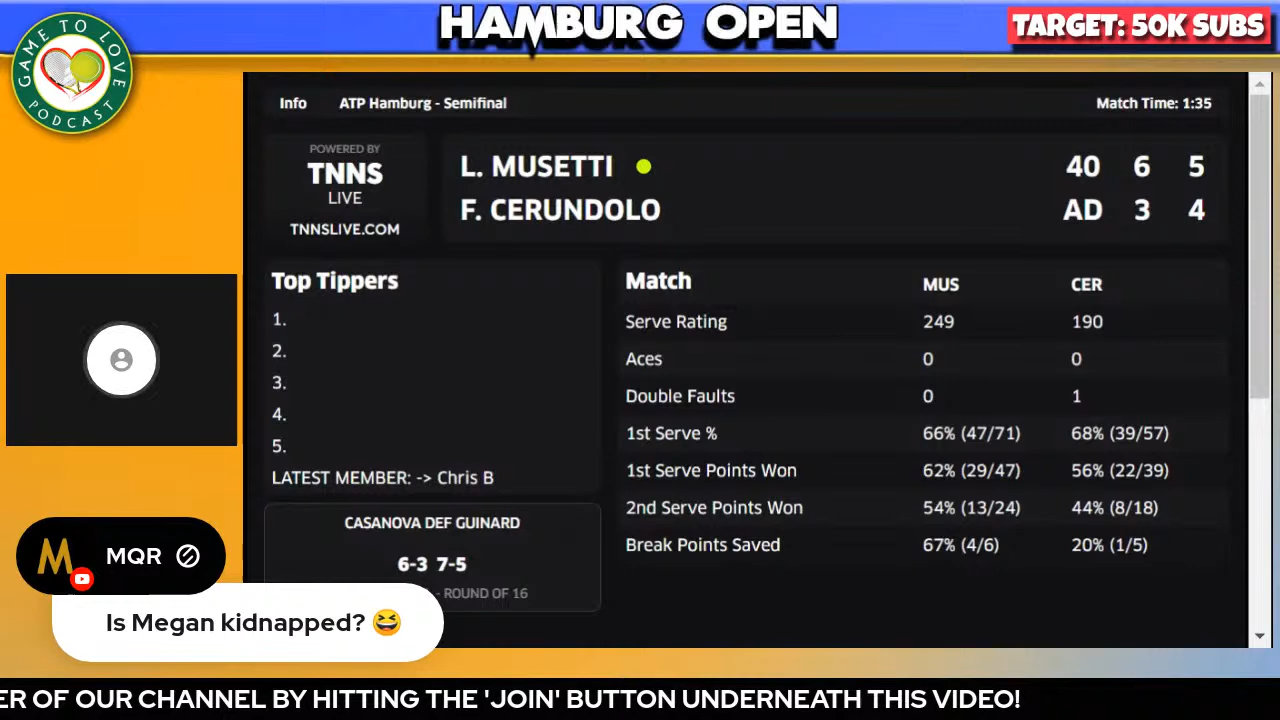 HAMBURG OPEN
TARGET: 50K SUBS
GAME TO LOVE
PODCAST
Info ATP Hamburg - Semifinal Match Time: 1:35
POWERED BY
TNNS
LIVE
TNNSLIVE.COM
L. MUSETTI 40 6 5
F. CERUNDOLO AD 3 4
Top Tippers
1.
2.
3.
4.
5.
LATEST MEMBER: -> Chris B
CASANOVA DEF GUINARD
6-3 7-5
- ROUND OF 16
Match MUS CER
Serve Rating 249 190
Aces 0 0
Double Faults 0 1
1st Serve % 66% (47/71) 68% (39/57)
1st Serve Points Won 62% (29/47) 56% (22/39)
2nd Serve Points Won 54% (13/24) 44% (8/18)
Break Points Saved 67% (4/6) 20% (1/5)
M MQR
Is Megan kidnapped? 😆
ER OF OUR CHANNEL BY HITTING THE 'JOIN' BUTTON UNDERNEATH THIS VIDEO!